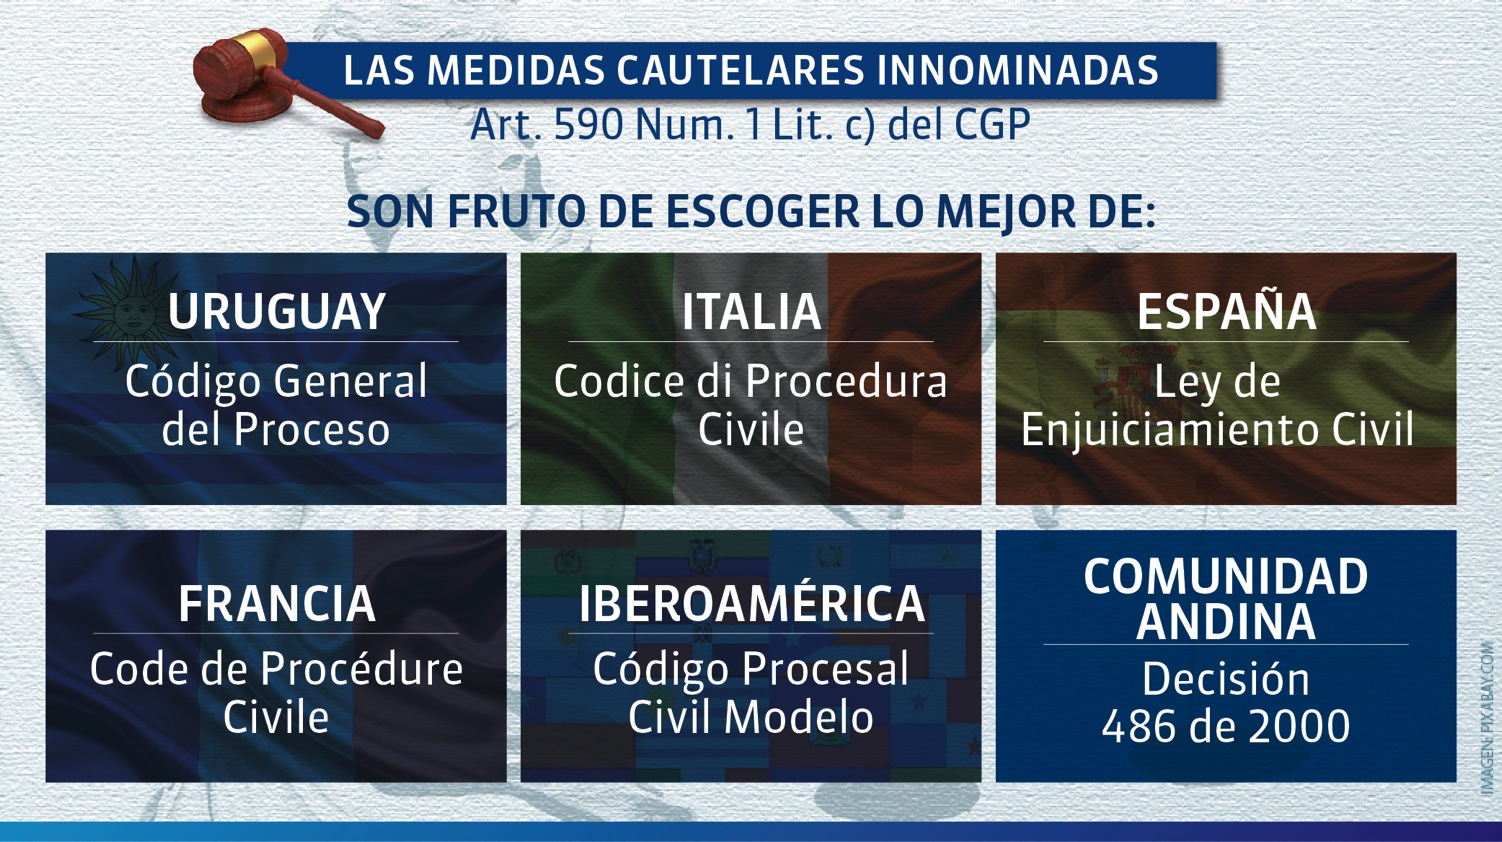 LAS MEDIDAS CAUTELARES INNOMINADAS
Art. 590 Num. 1 Lit. c) del CGP
SON FRUTO DE ESCOGER LO MEJOR DE:
URUGUAY
Código General
del Proceso
ITALIA
Codice di Procedura
Civile
ESPAÑA
Ley de
Enjuiciamiento Civil
FRANCIA
Code de Procédure
Civile
IBEROAMÉRICA
Código Procesal
Civil Modelo
COMUNIDAD
ANDINA
Decisión
486 de 2000
IMAGEN: PIXABAY.COM